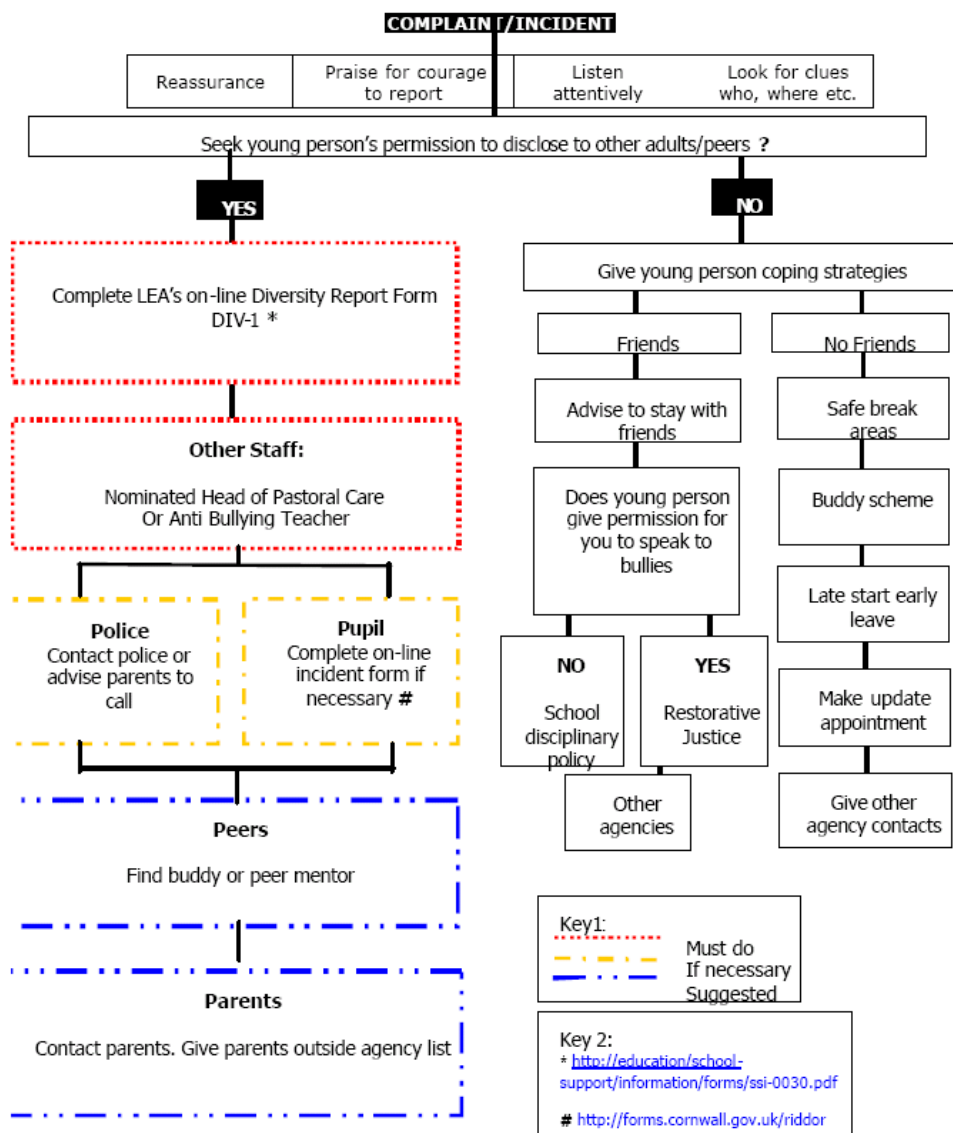 COMPLAINT/INCIDENT
Reassurance
Praise for courage
to report
Listen
attentively
Look for clues
who, where etc.
Seek young person's permission to disclose to other adults/peers ?
YES
NO
Complete LEA's on-line Diversity Report Form
DIV-1 *
Other Staff:
Nominated Head of Pastoral Care
Or Anti Bullying Teacher
Police
Contact police or
advise parents to
call
Pupil
Complete on-line
incident form if
necessary #
Peers
Find buddy or peer mentor
Parents
Contact parents. Give parents outside agency list
Give young person coping strategies
Friends
Advise to stay with
friends
Does young person
give permission for
you to speak to
bullies
NO
School
disciplinary
policy
YES
Restorative
Justice
Other
agencies
No Friends
Safe break
areas
Buddy scheme
Late start early
leave
Make update
appointment
Give other
agency contacts
Key1:
Must do
If necessary
Suggested
Key 2:
* http://education/school-
support/information/forms/ssi-0030.pdf
# http://forms.cornwall.gov.uk/riddor